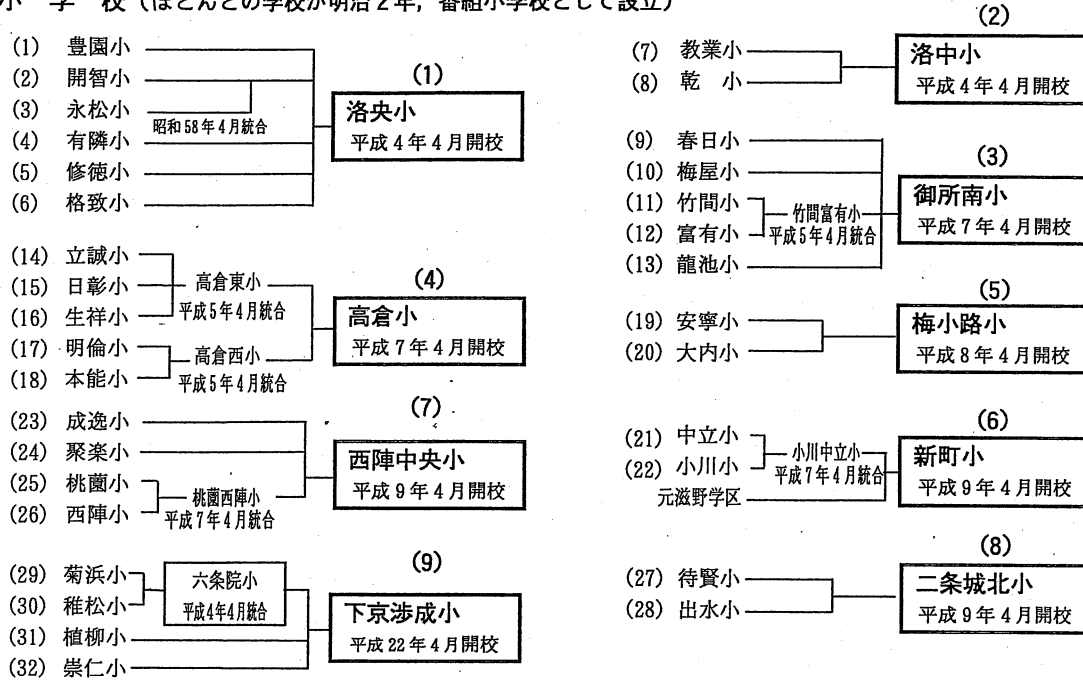 小 学 校（ほとんどの学校が明治2年，番組小学校として設立）
(1) 豊園小
(2) 開智小
(3) 永松小
昭和58年4月統合
(4) 有隣小
(5) 修徳小
(6) 格致小
(1)
洛央小
平成4年4月開校
(7) 教業小
(8) 乾 小
(2)
洛中小
平成4年4月開校
(9) 春日小
(10) 梅屋小
(11) 竹間小
(12) 富有小
竹間富有小
平成5年4月統合
(13) 龍池小
(3)
御所南小
平成7年4月開校
(14) 立誠小
(15) 日彰小
(16) 生祥小
高倉東小
平成5年4月統合
(17) 明倫小
(18) 本能小
高倉西小
平成5年4月統合
(4)
高倉小
平成7年4月開校
(19) 安寧小
(20) 大内小
(5)
梅小路小
平成8年4月開校
(21) 中立小
(22) 小川小
小川中立小
平成7年4月統合
元滋野学区
(6)
新町小
平成9年4月開校
(23) 成逸小
(24) 聚楽小
(25) 桃薗小
(26) 西陣小
桃薗西陣小
平成7年4月統合
(7)
西陣中央小
平成9年4月開校
(27) 待賢小
(28) 出水小
(8)
二条城北小
平成9年4月開校
(29) 菊浜小
(30) 稚松小
六条院小
平成4年4月統合
(31) 植柳小
(32) 崇仁小
(9)
下京渉成小
平成22年4月開校